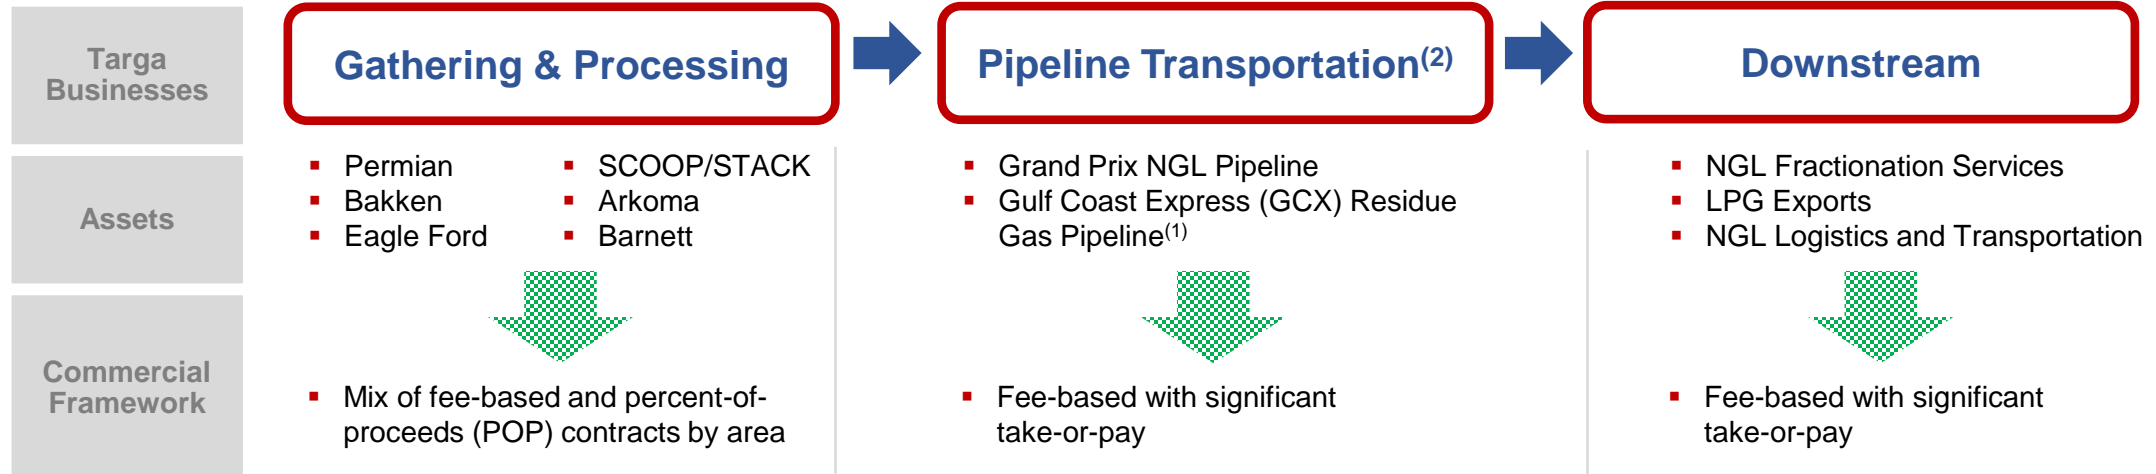 Targa
Businesses
Gathering & Processing
Pipeline Transportation(2)
Downstream
Assets
▪ Permian
▪ Bakken
▪ Eagle Ford
▪ SCOOP/STACK
▪ Arkoma
▪ Barnett
▪ Grand Prix NGL Pipeline
▪ Gulf Coast Express (GCX) Residue
Gas Pipeline(1)
▪ NGL Fractionation Services
▪ LPG Exports
▪ NGL Logistics and Transportation
Commercial
Framework
▪ Mix of fee-based and percent-of-
proceeds (POP) contracts by area
▪ Fee-based with significant
take-or-pay
▪ Fee-based with significant
take-or-pay